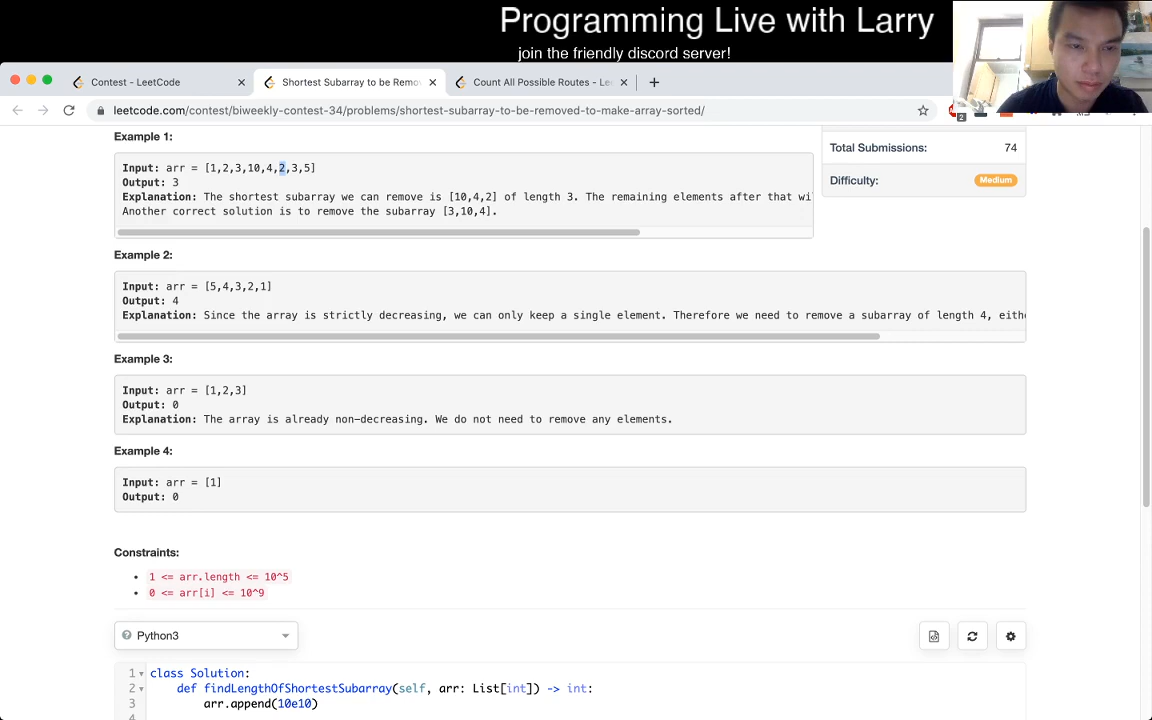 Programming Live with Larry
join the friendly discord server!
Contest - LeetCode
Shortest Subarray to be Remov
Count All Possible Routes - Le
leetcode.com/contest/biweekly-contest-34/problems/shortest-subarray-to-be-removed-to-make-array-sorted/
2
Example 1:
Input: arr = [1,2,3,10,4,2,3,5]
Output: 3
Explanation: The shortest subarray we can remove is [10,4,2] of length 3. The remaining elements after that wi
Another correct solution is to remove the subarray [3,10,4].
Total Submissions: 74
Difficulty: Medium
Example 2:
Input: arr = [5,4,3,2,1]
Output: 4
Explanation: Since the array is strictly decreasing, we can only keep a single element. Therefore we need to remove a subarray of length 4, eithe
Example 3:
Input: arr = [1,2,3]
Output: 0
Explanation: The array is already non-decreasing. We do not need to remove any elements.
Example 4:
Input: arr = [1]
Output: 0
Constraints:
1 <= arr.length <= 10^5
0 <= arr[i] <= 10^9
Python3
1 class Solution:
2 def findLengthOfShortestSubarray(self, arr: List[int]) -> int:
3 arr.append(10e10)
4